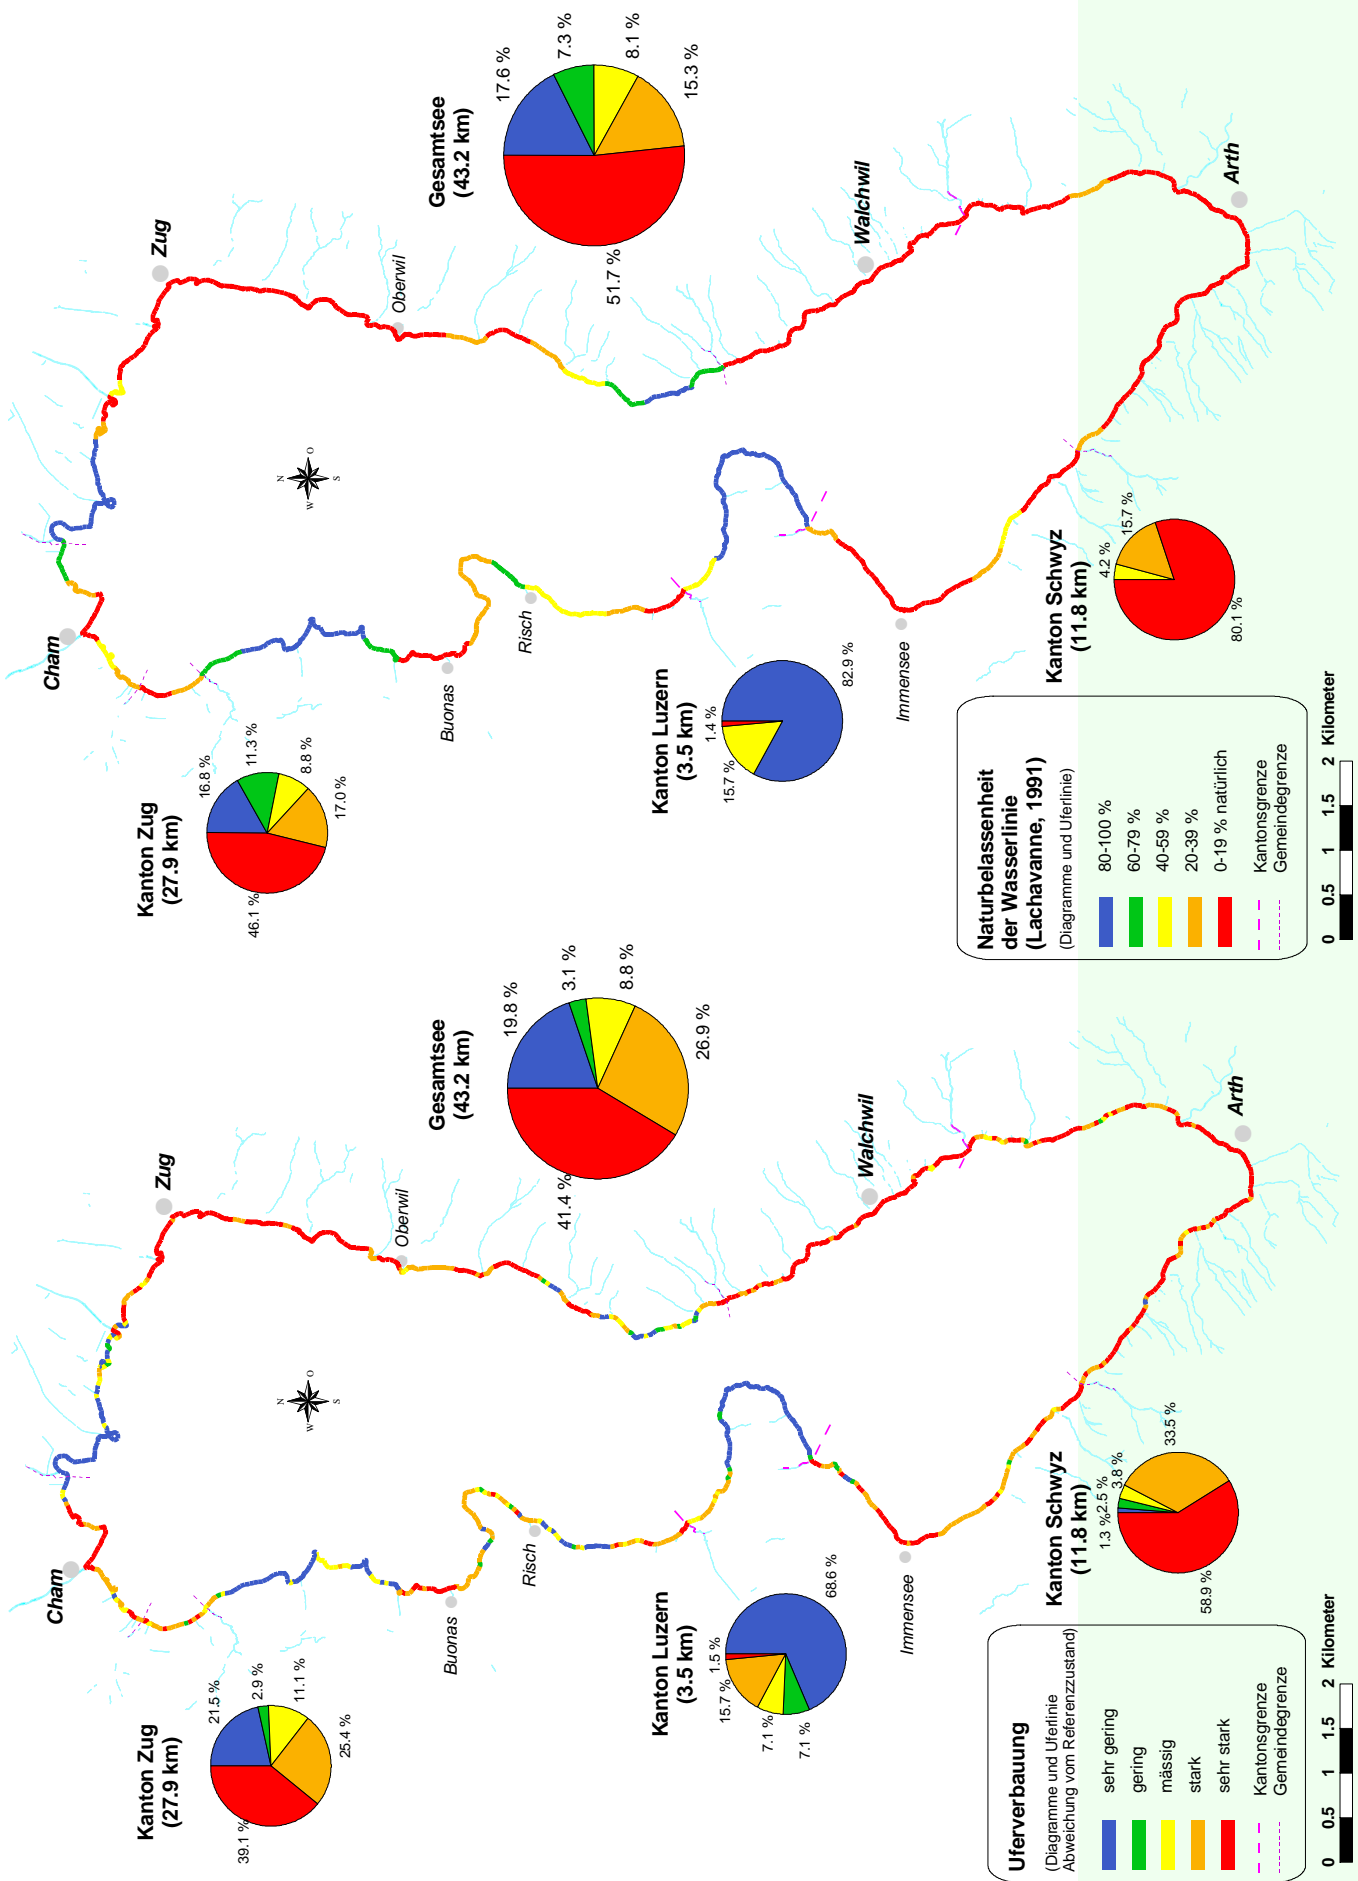 Cham
Zug
Oberwil
Buonas
Risch
Walchwil
Immensee
Arth
N
O
S
W
Kanton Zug
(27.9 km)
21.5 %
2.9 %
11.1 %
25.4 %
39.1 %
Gesamtsee
(43.2 km)
19.8 %
3.1 %
8.8 %
26.9 %
41.4 %
Kanton Luzern
(3.5 km)
1.5 %
15.7 %
7.1 %
7.1 %
68.6 %
Kanton Schwyz
(11.8 km)
1.3 %
2.5 %
3.8 %
33.5 %
58.9 %
Uferverbauung
(Diagramme und Uferlinie
Abweichung vom Referenzzustand)
sehr gering
gering
mässig
stark
sehr stark
Kantonsgrenze
Gemeindegrenze
0 0.5 1 1.5 2 Kilometer
Cham
Zug
Oberwil
Buonas
Risch
Walchwil
Immensee
Arth
N
O
S
W
Kanton Zug
(27.9 km)
16.8 %
11.3 %
8.8 %
17.0 %
46.1 %
Gesamtsee
(43.2 km)
17.6 %
7.3 %
8.1 %
15.3 %
51.7 %
Kanton Luzern
(3.5 km)
1.4 %
15.7 %
82.9 %
Kanton Schwyz
(11.8 km)
4.2 %
15.7 %
80.1 %
Naturbelassenheit
der Wasserlinie
(Lachavanne, 1991)
(Diagramme und Uferlinie)
80-100 %
60-79 %
40-59 %
20-39 %
0-19 % natürlich
Kantonsgrenze
Gemeindegrenze
0 0.5 1 1.5 2 Kilometer